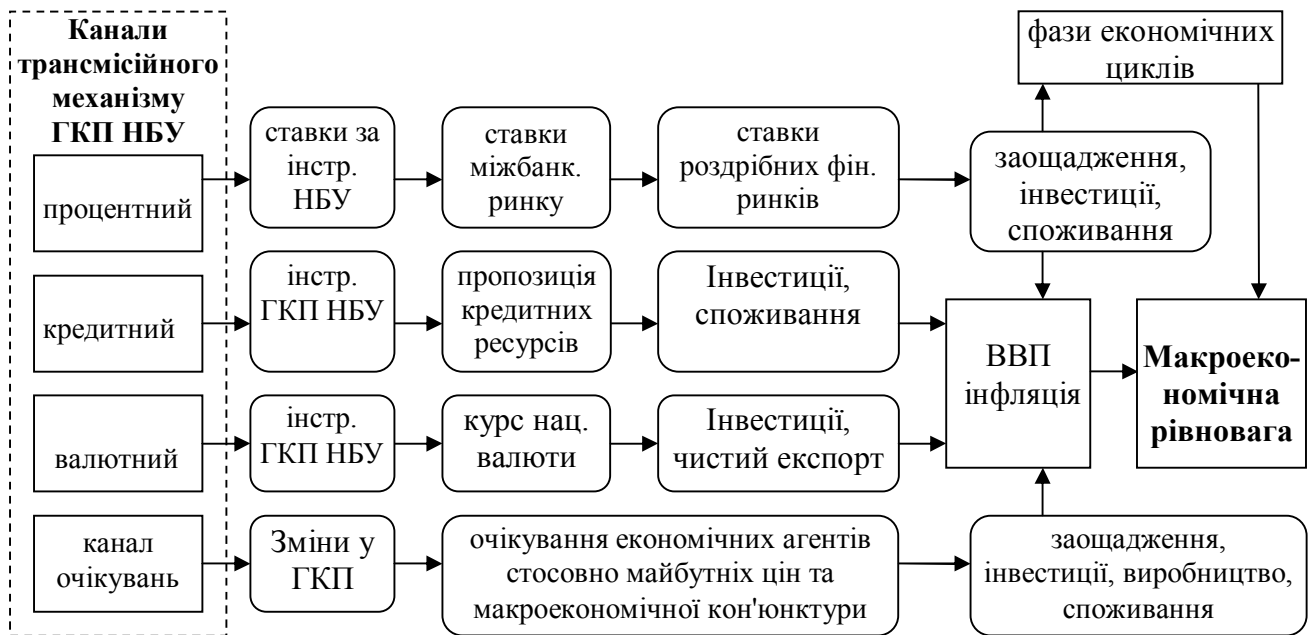 Канали
трансмісійного
механізму
ГКП НБУ
фази економічних
циклів
процентний
ставки за
інстр.
НБУ
ставки
міжбанк.
ринку
ставки
роздрібних фін.
ринків
заощадження,
інвестиції,
споживання
кредитний
інстр.
ГКП НБУ
пропозиція
кредитних
ресурсів
Інвестиції,
споживання
ВВП
інфляція
Макроеко-
номічна
рівновага
валютний
інстр.
ГКП НБУ
курс нац.
валюти
Інвестиції,
чистий експорт
канал
очікувань
Зміни у
ГКП
очікування економічних агентів
стосовно майбутніх цін та
макроекономічної кон'юнктури
заощадження,
інвестиції, виробництво,
споживання